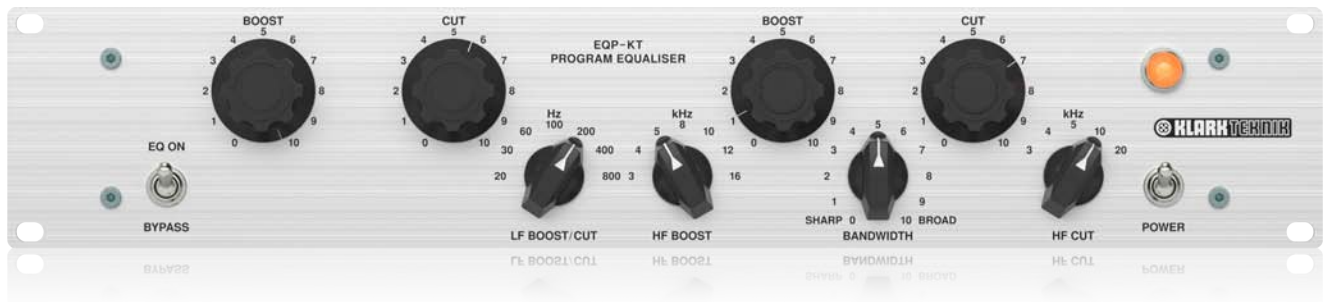 BOOST
0 1 2 3 4 5 6 7 8 9 10
CUT
0 1 2 3 4 5 6 7 8 9 10
EQP-KT
PROGRAM EQUALISER
BOOST
0 1 2 3 4 5 6 7 8 9 10
CUT
0 1 2 3 4 5 6 7 8 9 10
EQ ON
BYPASS
Hz
20 30 60 100 200 400 800
LF BOOST/CUT
kHz
3 4 5 8 10 12 16
HF BOOST
SHARP 0 1 2 3 4 5 6 7 8 9 10 BROAD
BANDWIDTH
kHz
3 4 5 10 20
HF CUT
KLARK TEKNIK
POWER